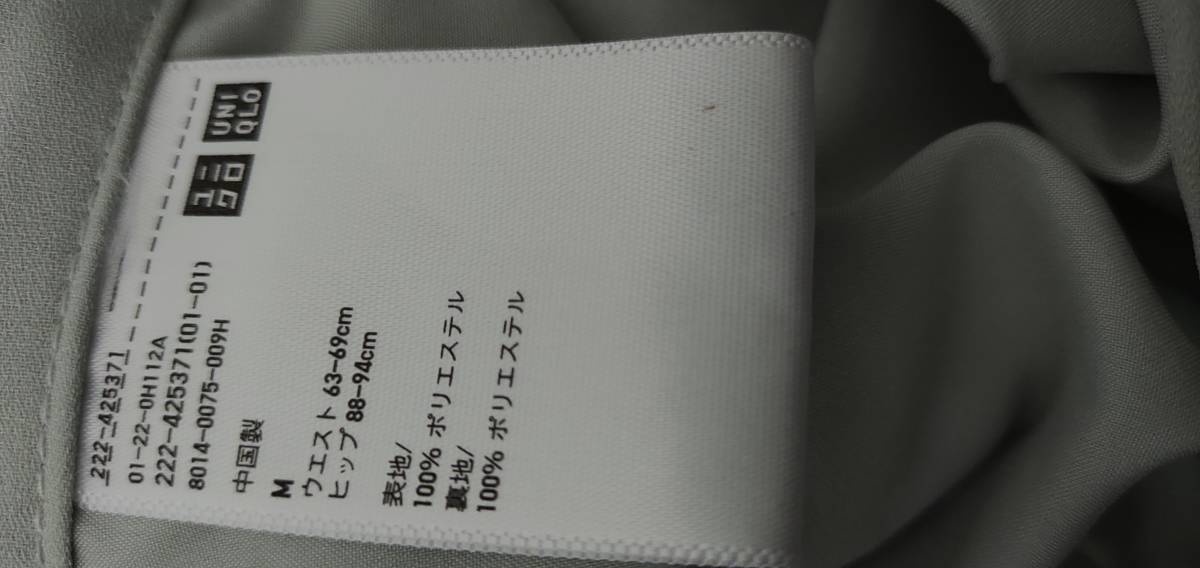 222-425371
ユニクロ UNIQLO
01-22-0H112A
222-425371(01-01)
8014-0075-009H
中国製
M
ウエスト 63-69cm
ヒップ 88-94cm
表地/
100% ポリエステル
裏地/
100% ポリエステル